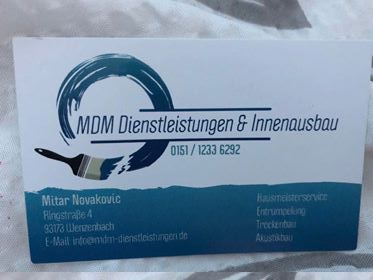 MDM Dienstleistungen & Innenausbau
0151 / 1233 6292
Mitar Novakovic
Ringstraße 4
93173 Wenzenbach
E-Mail: info@mdm-dienstleistungen.de
Hausmeisterservice
Entrümpelung
Trockenbau
Akustikbau